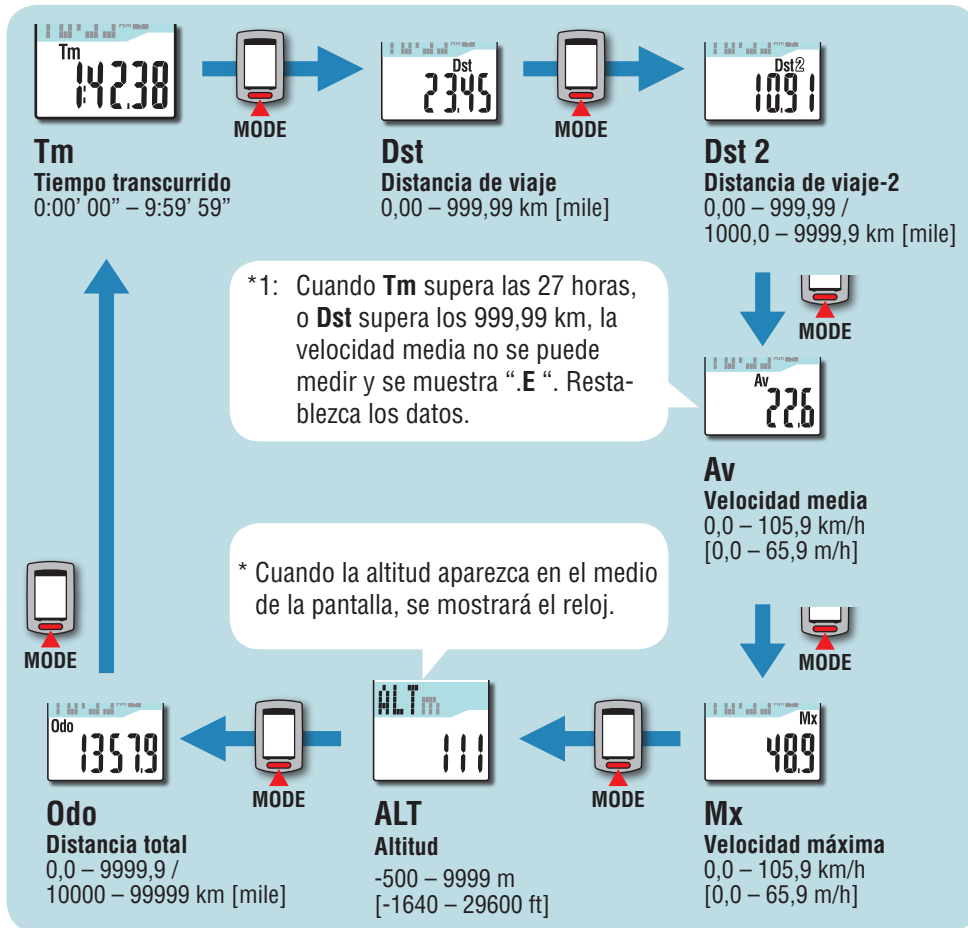 Tm
1:42.38
MODE
Dst
23.45
MODE
Dst2
10.91
Tm
Tiempo transcurrido
0:00’ 00” – 9:59’ 59”
Dst
Distancia de viaje
0,00 – 999,99 km [mile]
Dst 2
Distancia de viaje-2
0,00 – 999,99 /
1000,0 – 9999,9 km [mile]
*1: Cuando Tm supera las 27 horas,
o Dst supera los 999,99 km, la
velocidad media no se puede
medir y se muestra “.E “. Resta-
blezca los datos.
MODE
Av
22.6
Av
Velocidad media
0,0 – 105,9 km/h
[0,0 – 65,9 m/h]
* Cuando la altitud aparezca en el medio
de la pantalla, se mostrará el reloj.
MODE
MODE
Odo
1357.9
MODE
ALTm
111
MODE
Mx
48.9
Odo
Distancia total
0,0 – 9999,9 /
10000 – 99999 km [mile]
ALT
Altitud
-500 – 9999 m
[-1640 – 29600 ft]
Mx
Velocidad máxima
0,0 – 105,9 km/h
[0,0 – 65,9 m/h]